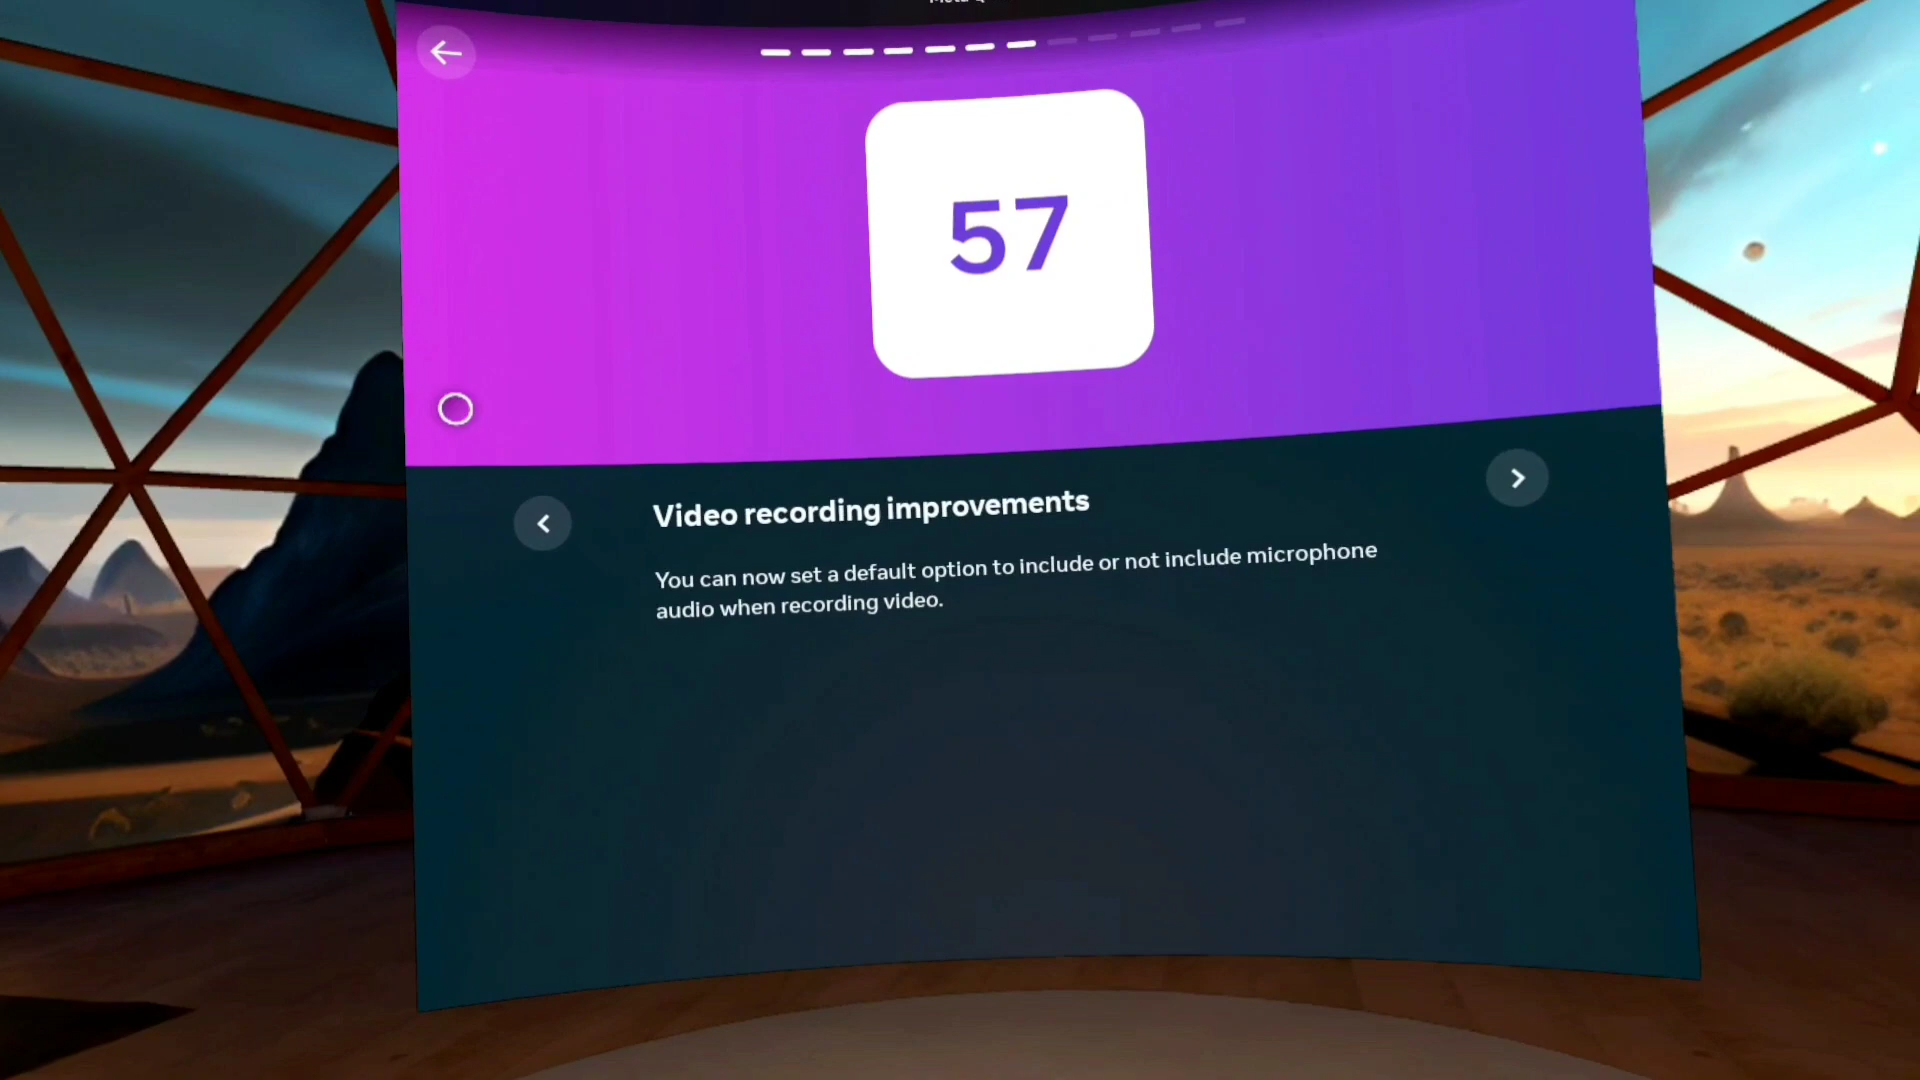 57
Video recording improvements
You can now set a default option to include or not include microphone
audio when recording video.